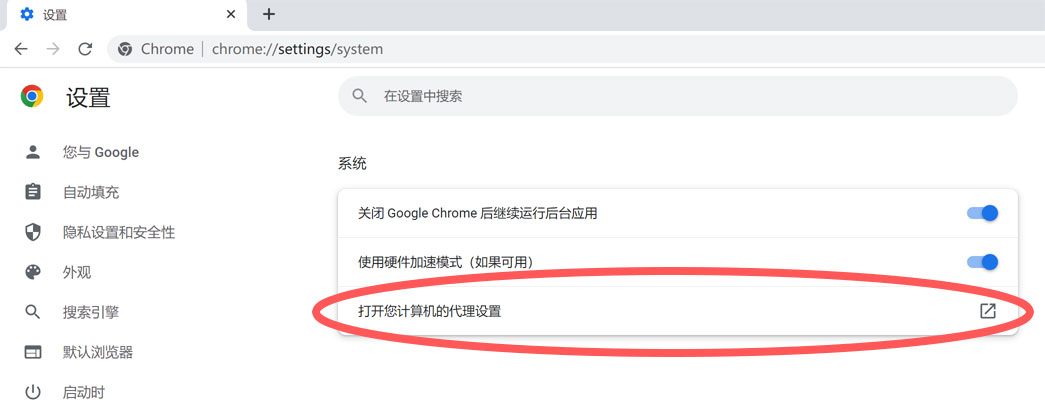 设置
Chrome chrome://settings/system
设置
在设置中搜索
您与 Google
自动填充
隐私设置和安全性
外观
搜索引擎
默认浏览器
启动时
系统
关闭 Google Chrome 后继续运行后台应用
使用硬件加速模式（如果可用）
打开您计算机的代理设置